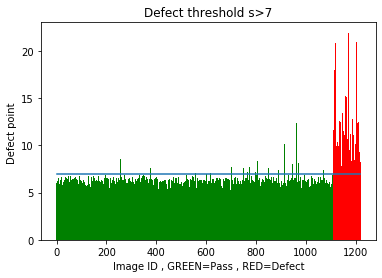 Defect threshold s>7
20
15
10
5
0
Defect point
0 200 400 600 800 1000 1200
Image ID , GREEN=Pass , RED=Defect